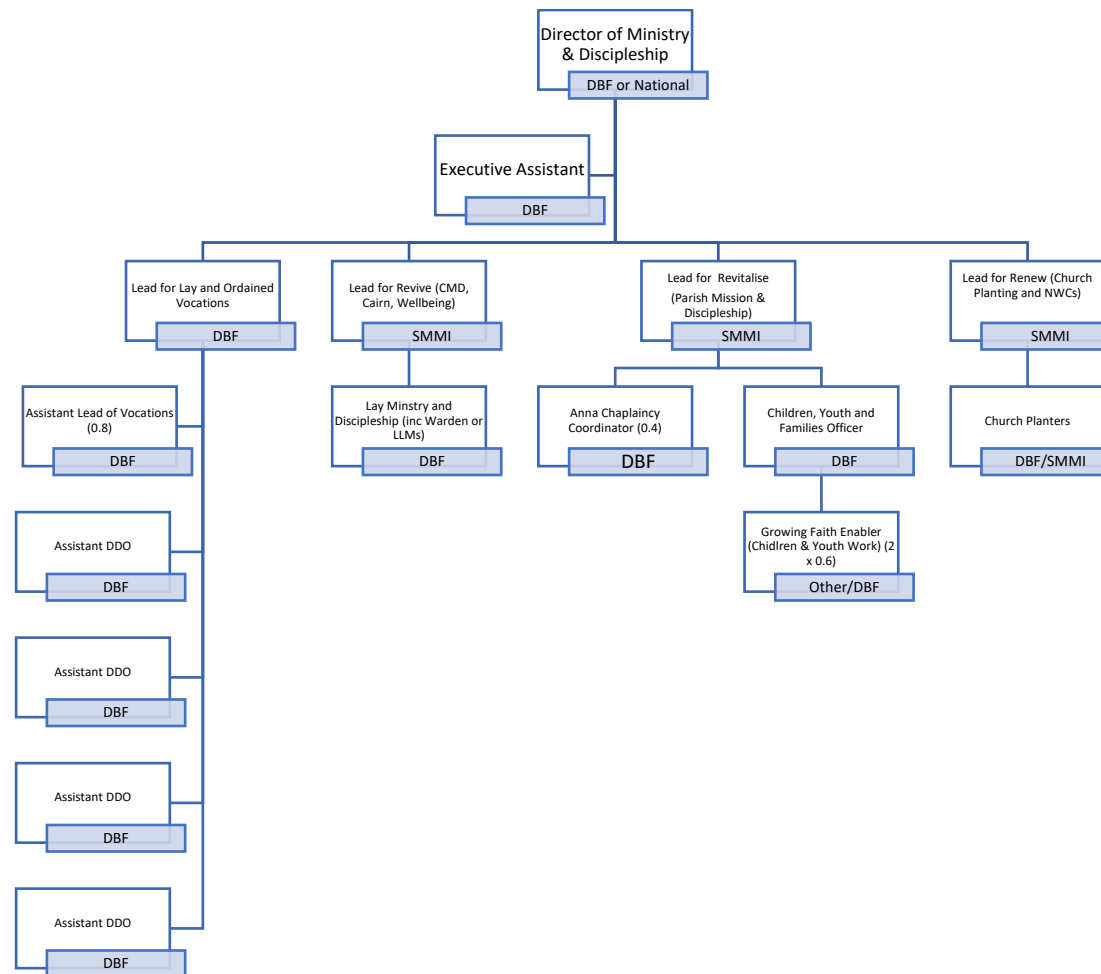 Director of Ministry
& Discipleship
DBF or National
Executive Assistant
DBF
Lead for Lay and Ordained
Vocations
DBF
Lead for Revive (CMD,
Cairn, Wellbeing)
SMMI
Lead for Revitalise
(Parish Mission &
Discipleship)
SMMI
Lead for Renew (Church
Planting and NWCs)
SMMI
Assistant Lead of Vocations
(0.8)
DBF
Lay Minstry and
Discipleship (inc Warden or
LLMs)
DBF
Anna Chaplaincy
Coordinator (0.4)
DBF
Children, Youth and
Families Officer
DBF
Church Planters
DBF/SMMI
Assistant DDO
DBF
Growing Faith Enabler
(Chidlren & Youth Work) (2
x 0.6)
Other/DBF
Assistant DDO
DBF
Assistant DDO
DBF
Assistant DDO
DBF